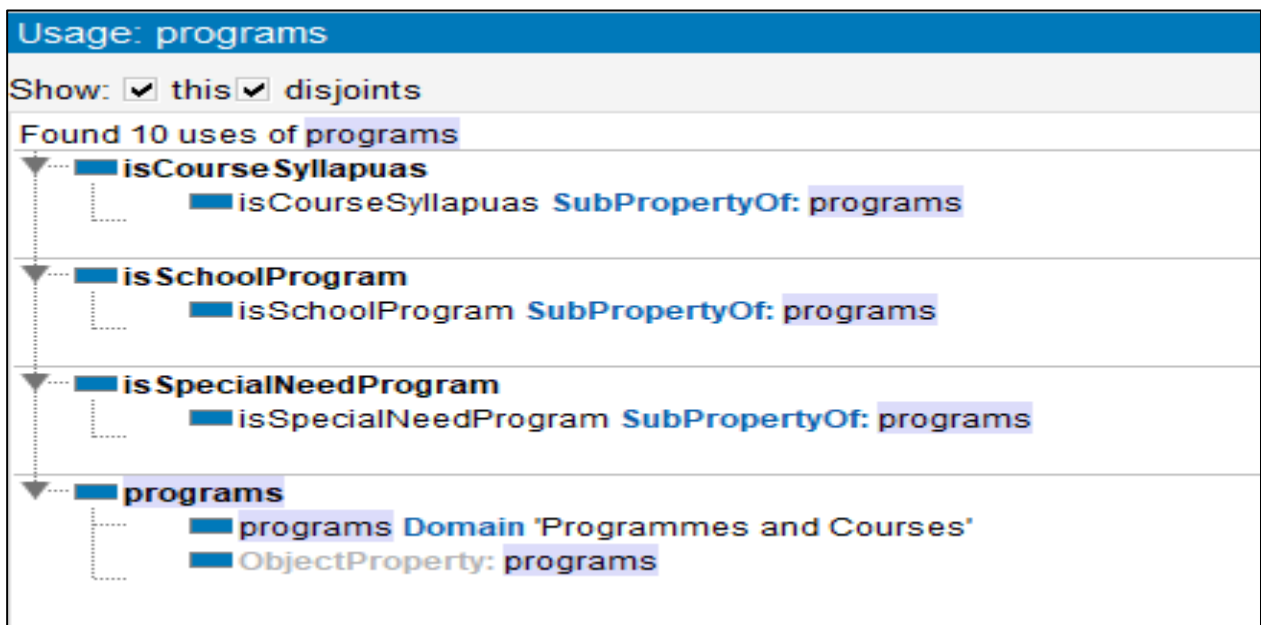 Usage: programs
Show: this disjoints
Found 10 uses of programs
isCourseSyllapuas
isCourseSyllapuas SubPropertyOf: programs
isSchoolProgram
isSchoolProgram SubPropertyOf: programs
isSpecialNeedProgram
isSpecialNeedProgram SubPropertyOf: programs
programs
programs Domain 'Programmes and Courses'
ObjectProperty: programs